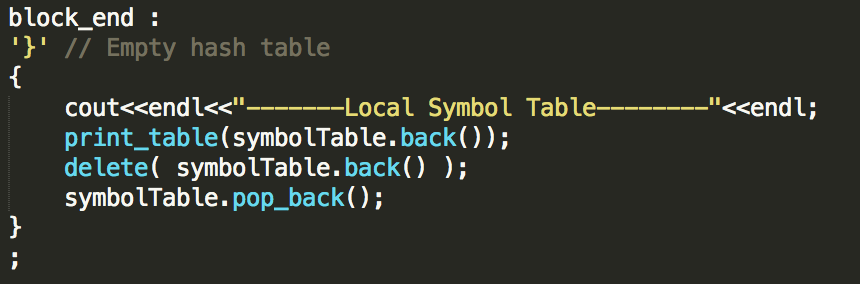 block_end :
'}' // Empty hash table
{
cout<<endl<<"-------Local Symbol Table--------"<<endl;
print_table(symbolTable.back());
delete( symbolTable.back() );
symbolTable.pop_back();
}
;